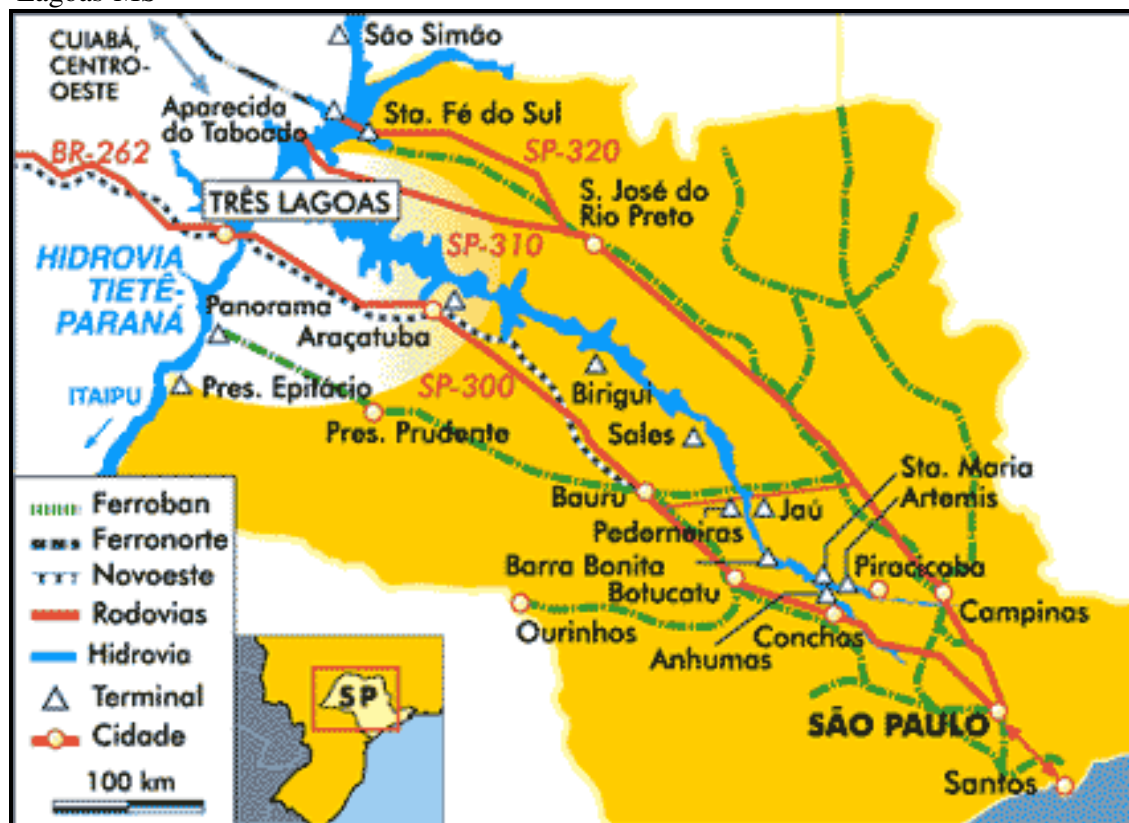 Lagoas MS
CUIABÁ,
CENTRO-
OESTE
São Simão
Aparecida
do Taboado
Sta. Fé do Sul
BR-262
SP-320
TRÊS LAGOAS
S. José do
Rio Preto
SP-310
HIDROVIA
TIETÊ-
PARANÁ
Panorama
Araçatuba
ITAIPU
Pres. Epitácio
SP-300
Birigui
Pres. Prudente
Sales
Sta. Maria
Artemis
Bauru
Jaú
Pederneiras
Barra Bonita
Piracicaba
Botucatu
Campinas
Ourinhos
Conchas
Anhumas
SÃO PAULO
Santos
Ferroban
Ferronorte
Novoeste
Rodovias
Hidrovia
Terminal
Cidade
100 km
SP